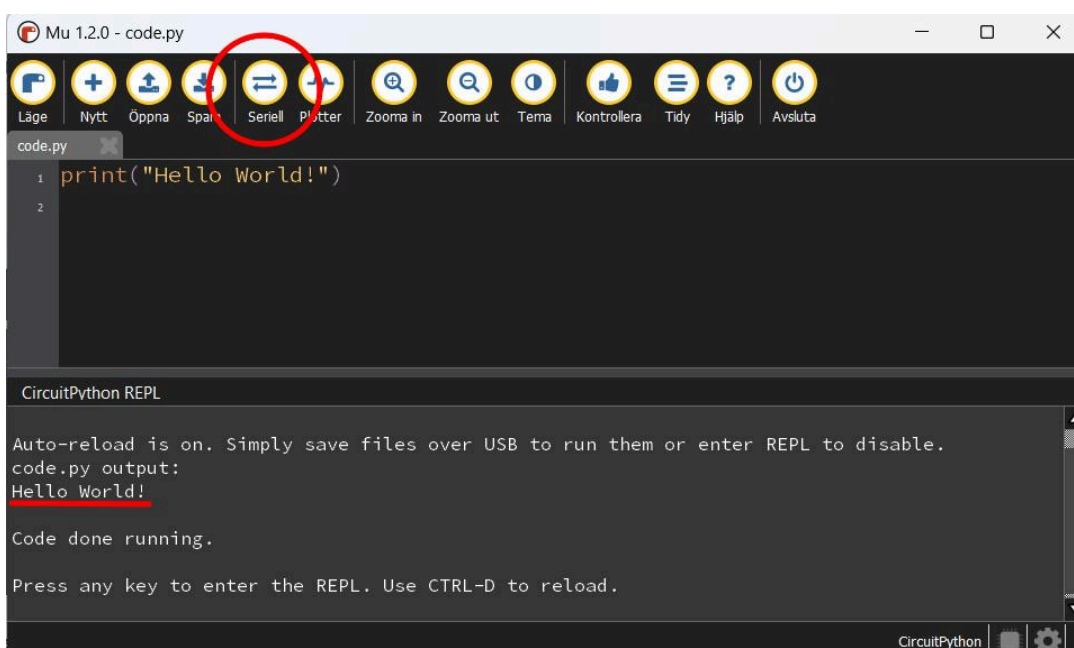 Mu 1.2.0 - code.py
Läge Nytt Öppna Spara Seriell Plotter Zooma in Zooma ut Tema Kontrollera Tidy Hjälp Avsluta
code.py
1 print("Hello World!")
2
CircuitPython REPL
Auto-reload is on. Simply save files over USB to run them or enter REPL to disable.
code.py output:
Hello World!
Code done running.
Press any key to enter the REPL. Use CTRL-D to reload.
CircuitPython